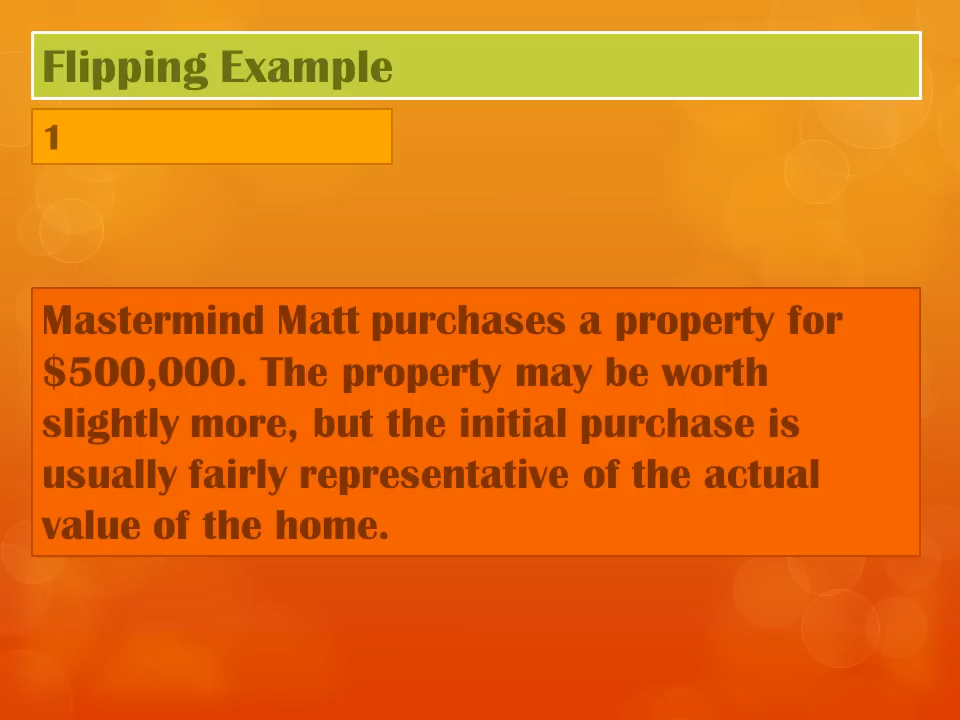 Flipping Example
1
Mastermind Matt purchases a property for
$500,000. The property may be worth
slightly more, but the initial purchase is
usually fairly representative of the actual
value of the home.